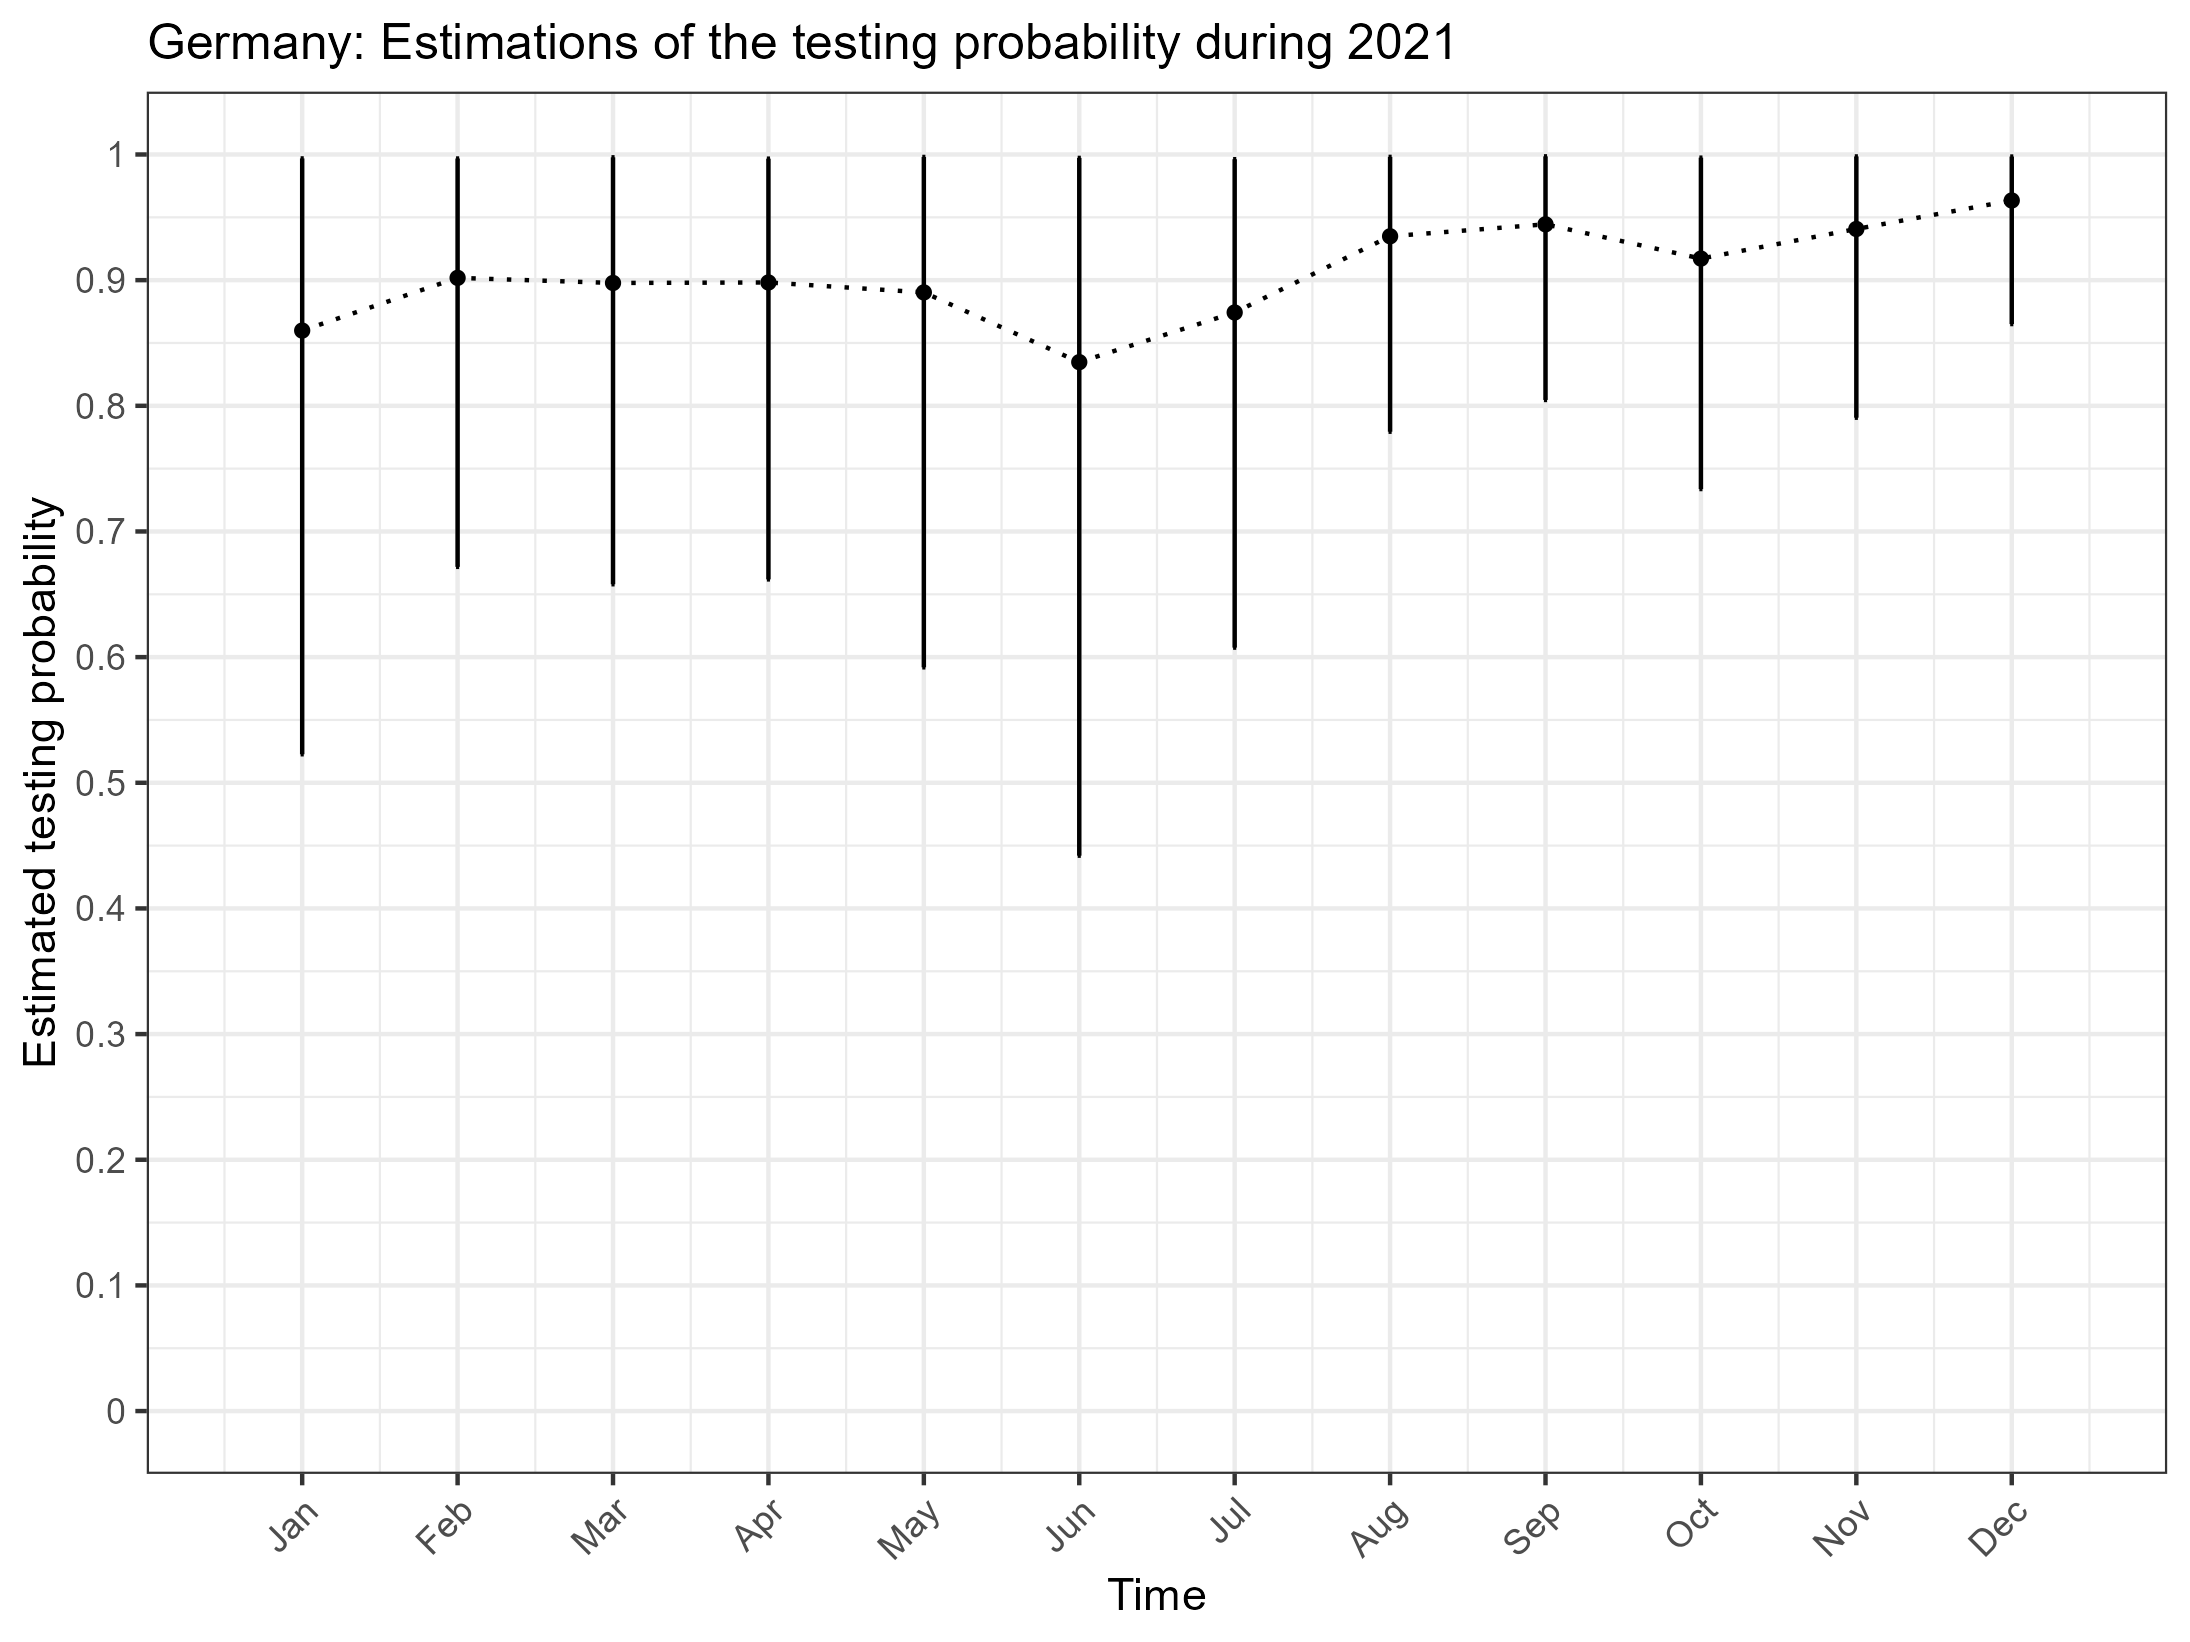 Germany: Estimations of the testing probability during 2021
Estimated testing probability
1
0.9
0.8
0.7
0.6
0.5
0.4
0.3
0.2
0.1
0
Jan Feb Mar Apr May Jun Jul Aug Sep Oct Nov Dec
Time